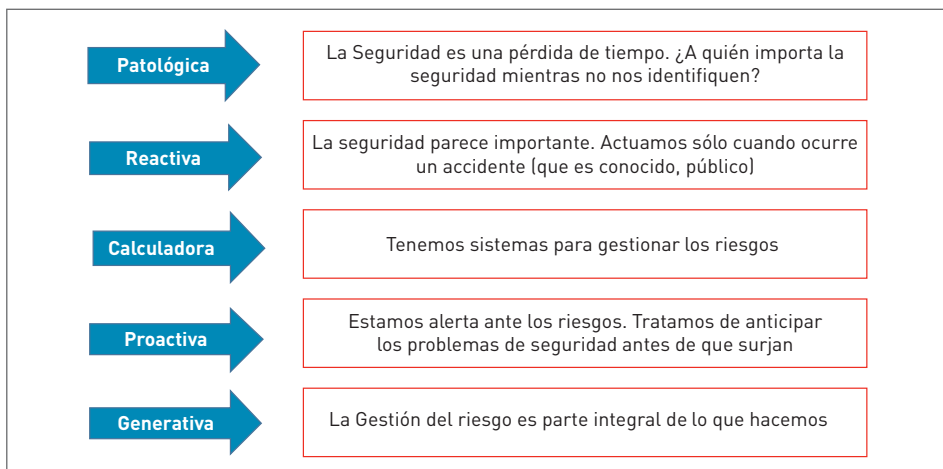 Patológica
La Seguridad es una pérdida de tiempo. ¿A quién importa la
seguridad mientras no nos identifiquen?
Reactiva
La seguridad parece importante. Actuamos sólo cuando ocurre
un accidente (que es conocido, público)
Calculadora
Tenemos sistemas para gestionar los riesgos
Proactiva
Estamos alerta ante los riesgos. Tratamos de anticipar
los problemas de seguridad antes de que surjan
Generativa
La Gestión del riesgo es parte integral de lo que hacemos